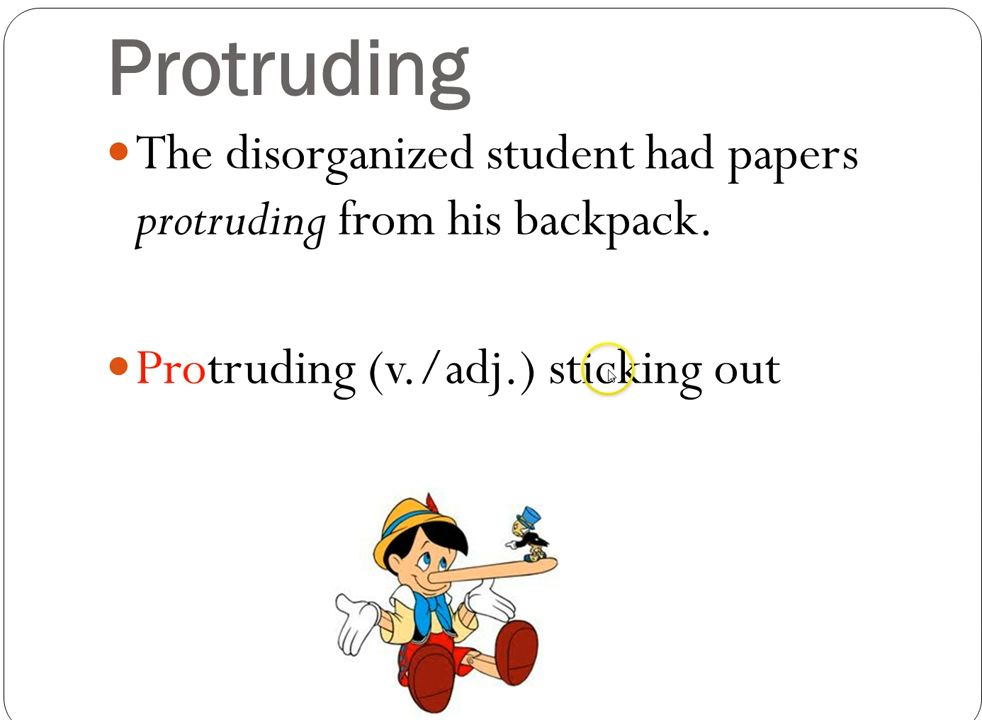 Protruding
The disorganized student had papers
protruding from his backpack.
Protruding (v./adj.) sticking out